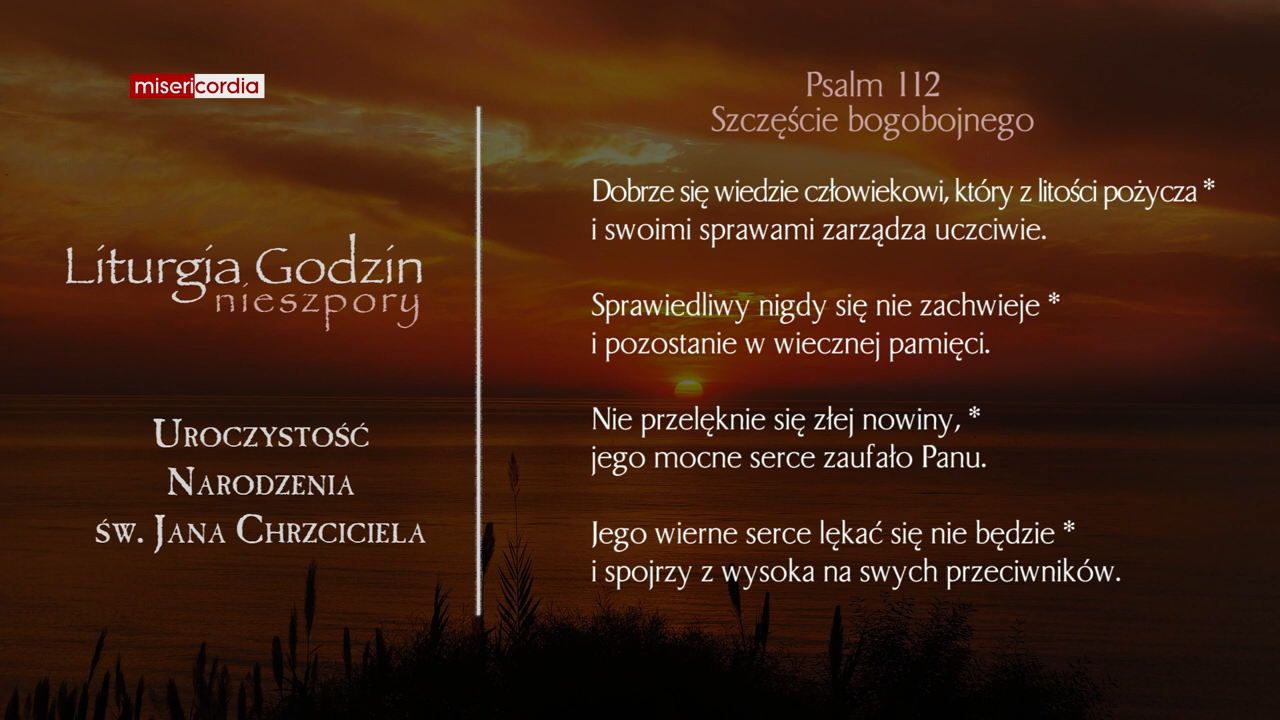 misericordia
Liturgia Godzin
nieszpory
Uroczystość
Narodzenia
św. Jana Chrzciciela
Psalm 112
Szczęście bogobojnego
Dobrze się wiedzie człowiekowi, który z litości pożycza *
i swoimi sprawami zarządza uczciwie.
Sprawiedliwy nigdy się nie zachwieje *
i pozostanie w wiecznej pamięci.
Nie przelęknie się złej nowiny, *
jego mocne serce zaufało Panu.
Jego wierne serce lękać się nie będzie *
i spojrzy z wysoka na swych przeciwników.